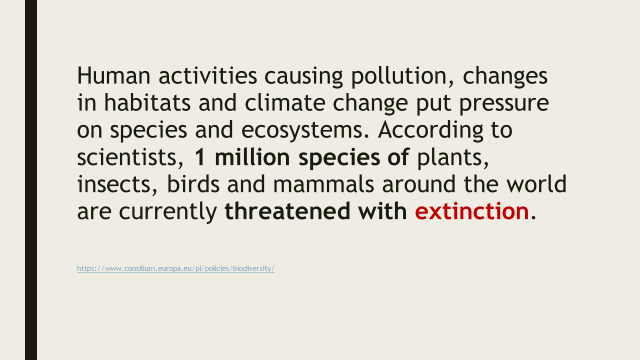 Human activities causing pollution, changes
in habitats and climate change put pressure
on species and ecosystems. According to
scientists, 1 million species of plants,
insects, birds and mammals around the world
are currently threatened with extinction.
https://www.consilium.europa.eu/pl/policies/biodiversity/